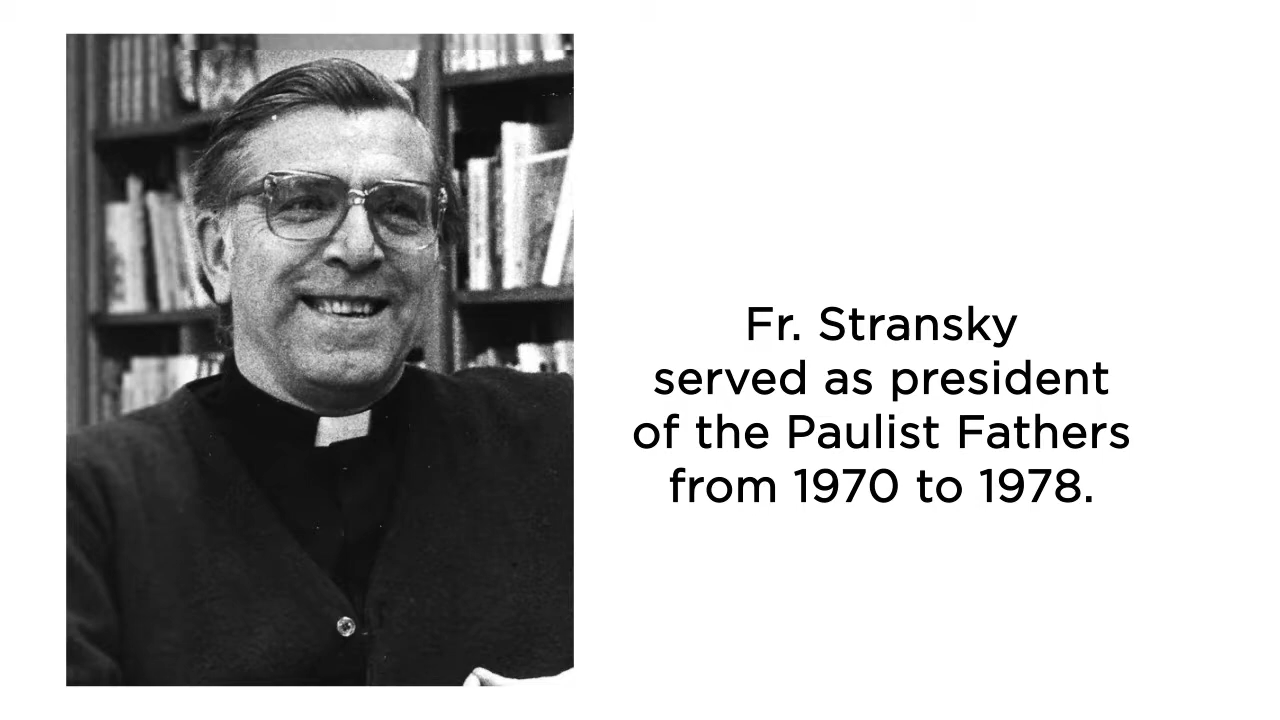 Fr. Stransky
served as president
of the Paulist Fathers
from 1970 to 1978.